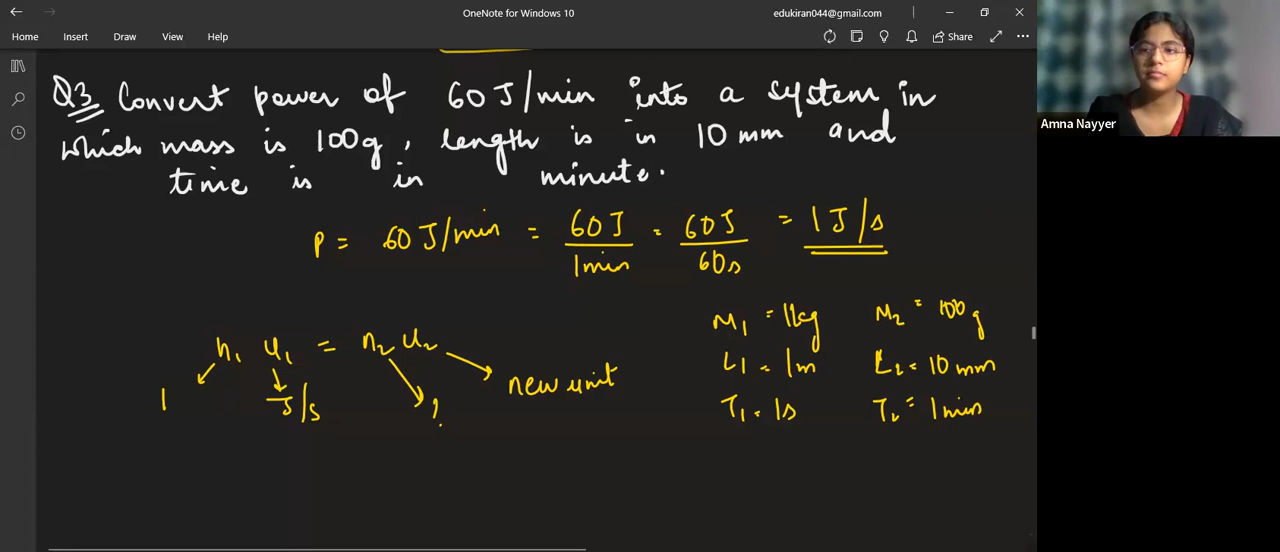 OneNote for Windows 10
edukiran044@gmail.com
Home Insert Draw View Help
Share
Amna Nayyer
Q3 Convert power of 60 J/min into a system in
which mass is 100g, length is in 10 mm and
time is in minute.
P = 60 J/min = 60J/1min = 60J/60s = 1 J/s
n₁ u₁ = n₂ u₂
1 J/s ? new unit
M₁ = 1kg M₂ = 100g
L₁ = 1m L₂ = 10 mm
T₁ = 1s T₂ = 1min